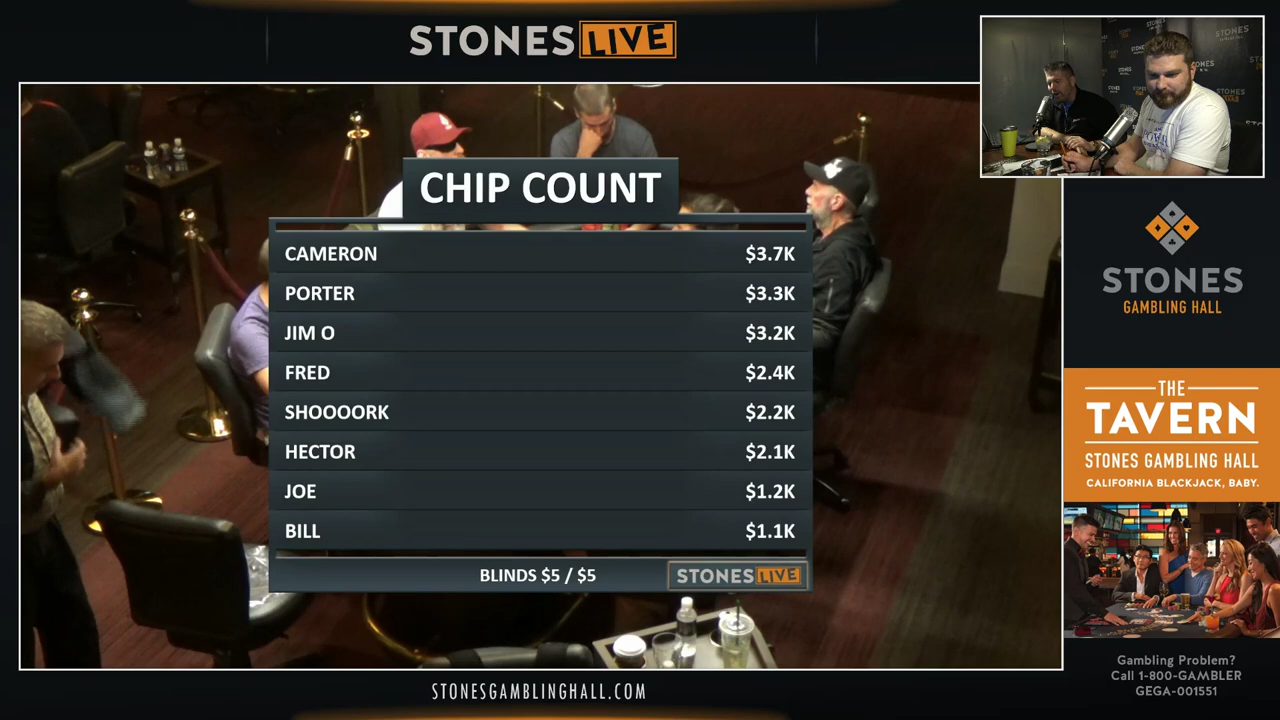 STONES LIVE
CHIP COUNT
CAMERON $3.7K
PORTER $3.3K
JIM O $3.2K
FRED $2.4K
SHOOOORK $2.2K
HECTOR $2.1K
JOE $1.2K
BILL $1.1K
BLINDS $5 / $5 STONES LIVE
STONESGAMBLINGHALL.COM
STONES
GAMBLING HALL
THE
TAVERN
STONES GAMBLING HALL
CALIFORNIA BLACKJACK, BABY.
Gambling Problem?
Call 1-800-GAMBLER
GEGA-001551